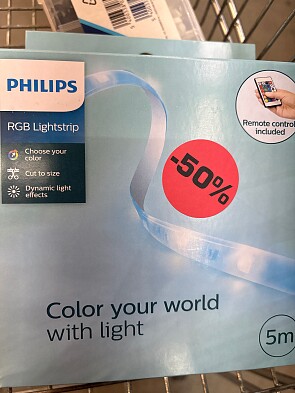 PHILIPS
RGB Lightstrip
Choose your
color
Cut to size
Dynamic light
effects
Remote control
included
-50%
Color your world
with light
5m